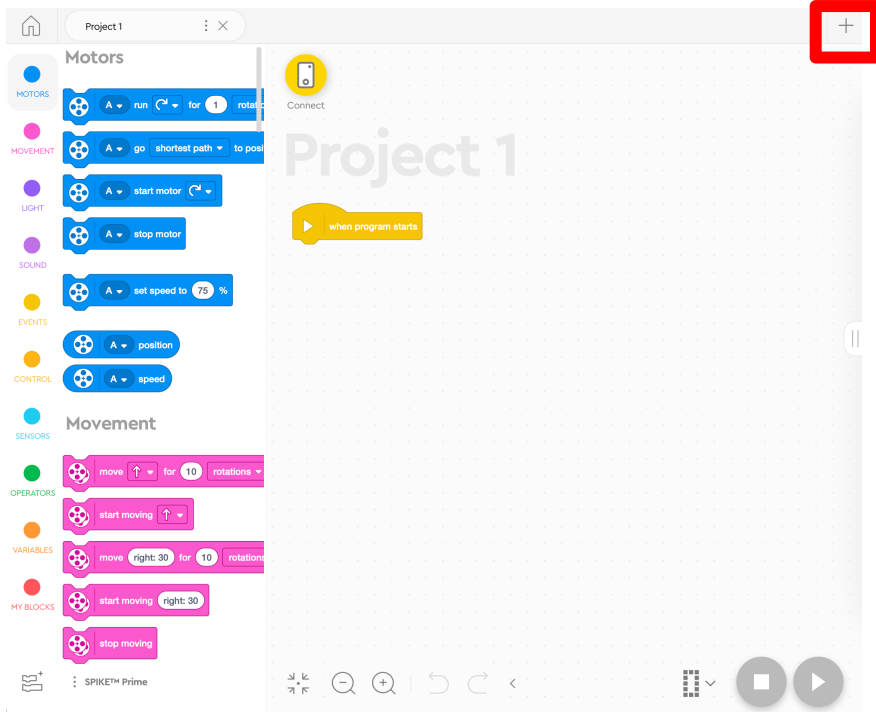 Project 1
Motors
MOTORS
A run for 1
A go shortest path to
Connect
MOVEMENT
Project 1
A start motor
LIGHT
A stop motor
when program starts
SOUND
A set speed to 75 %
EVENTS
A position
CONTROL
A speed
SENSORS
Movement
move for 10 rotations
OPERATORS
start moving
VARIABLES
move right: 30 for 10 rotations
MY BLOCKS
start moving right: 30
stop moving
SPIKE™ Prime